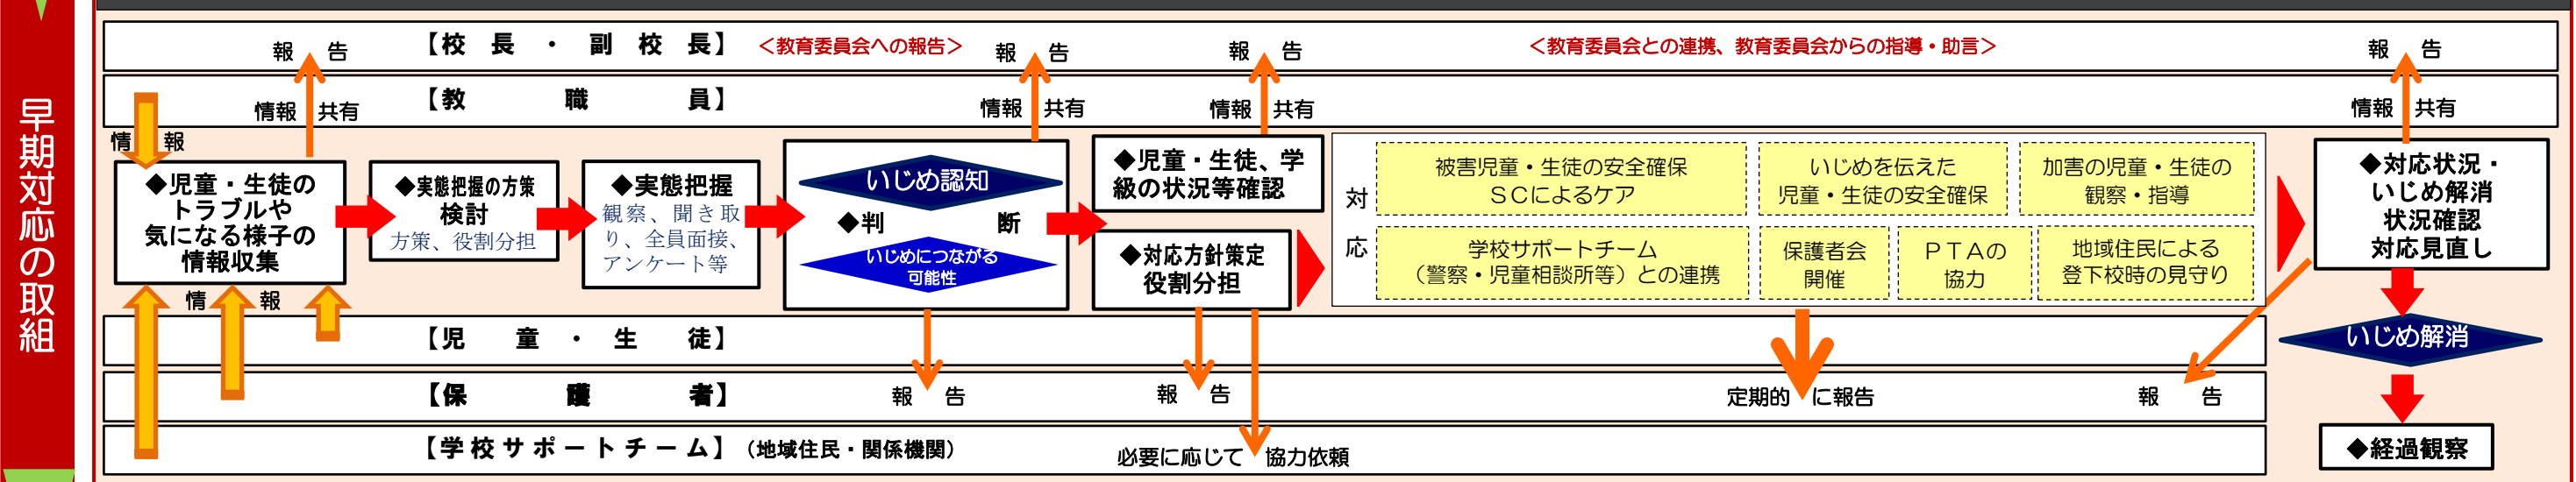 早期対応の取組
【校長・副校長】
＜教育委員会への報告＞
＜教育委員会との連携、教育委員会からの指導・助言＞
報告
報告
報告
報告
【教職員】
情報共有
情報共有
情報共有
情報共有
情報
◆児童・生徒の
トラブルや
気になる様子の
情報収集
情報
◆実態把握の方策
検討
方策、役割分担
◆実態把握
観察、聞き取
り、全員面接、
アンケート等
いじめ認知
◆判断
いじめにつながる
可能性
◆児童・生徒、学
級の状況等確認
◆対応方針策定
役割分担
対応
被害児童・生徒の安全確保
ＳＣによるケア
いじめを伝えた
児童・生徒の安全確保
加害の児童・生徒の
観察・指導
学校サポートチーム
（警察・児童相談所等）との連携
保護者会
開催
ＰＴＡの
協力
地域住民による
登下校時の見守り
◆対応状況・
いじめ解消
状況確認
対応見直し
いじめ解消
◆経過観察
【児童・生徒】
【保護者】
報告
報告
定期的に報告
報告
【学校サポートチーム】（地域住民・関係機関）
必要に応じて協力依頼